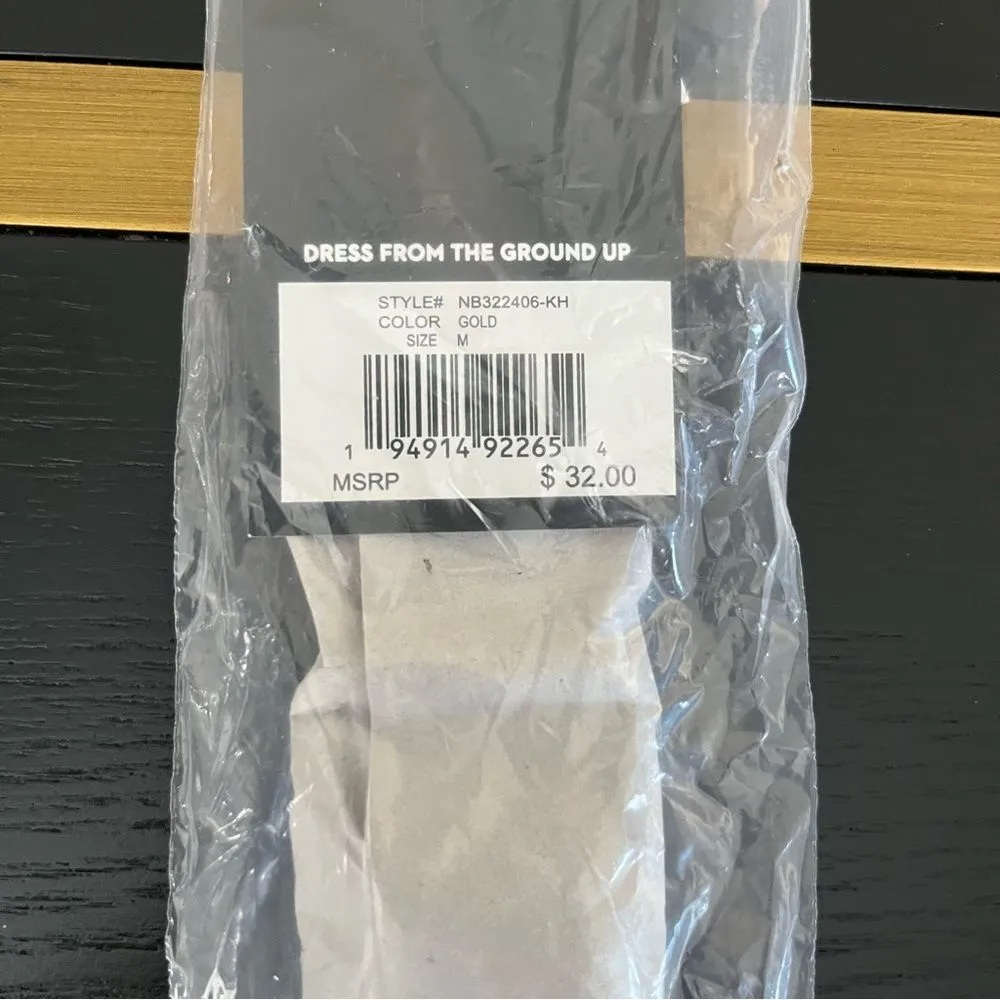 DRESS FROM THE GROUND UP
STYLE# NB322406-KH
COLOR GOLD
SIZE M
1 94914 92265 4
MSRP $ 32.00